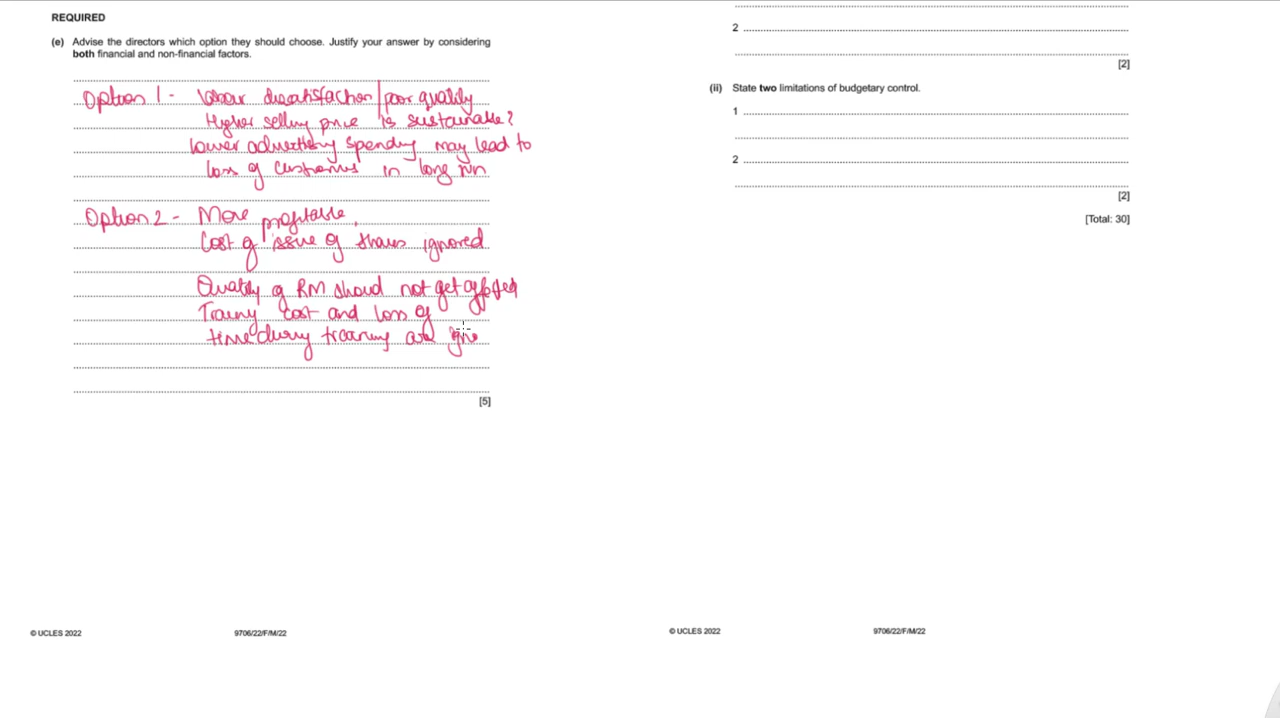 REQUIRED
(e) Advise the directors which option they should choose. Justify your answer by considering
both financial and non-financial factors.
Option 1 - Labour dissatisfaction/poor quality
Higher selling price is sustainable?
Lower advertising spending may lead to
loss of customers in long run
Option 2 - More profitable.
Cost of issue of shares ignored
Quality of RM should not get affected
Training cost and loss of
time during training are
[5]
© UCLES 2022
9706/22/F/M/22
2
[2]
(ii) State two limitations of budgetary control.
1
2
[2]
[Total: 30]
© UCLES 2022
9706/22/F/M/22